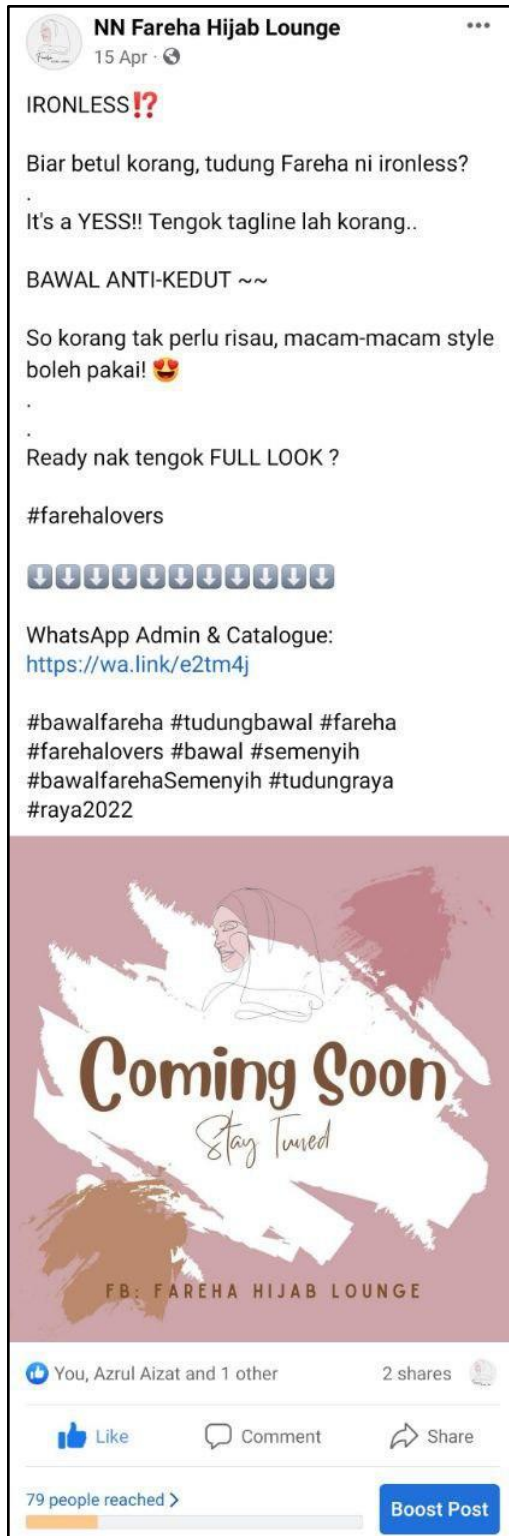 NN Fareha Hijab Lounge
15 Apr ·
IRONLESS⁉️
Biar betul korang, tudung Fareha ni ironless?
.
It's a YESS!! Tengok tagline lah korang..
BAWAL ANTI-KEDUT ~~
So korang tak perlu risau, macam-macam style
boleh pakai! 😍
.
.
Ready nak tengok FULL LOOK ?
#farehalovers
⬇️⬇️⬇️⬇️⬇️⬇️⬇️⬇️⬇️⬇️⬇️
WhatsApp Admin & Catalogue:
https://wa.link/e2tm4j
#bawalfareha #tudungbawal #fareha
#farehalovers #bawal #semenyih
#bawalfarehaSemenyih #tudungraya
#raya2022
Coming Soon
Stay Tuned
FB: FAREHA HIJAB LOUNGE
You, Azrul Aizat and 1 other 2 shares
Like Comment Share
79 people reached >
Boost Post